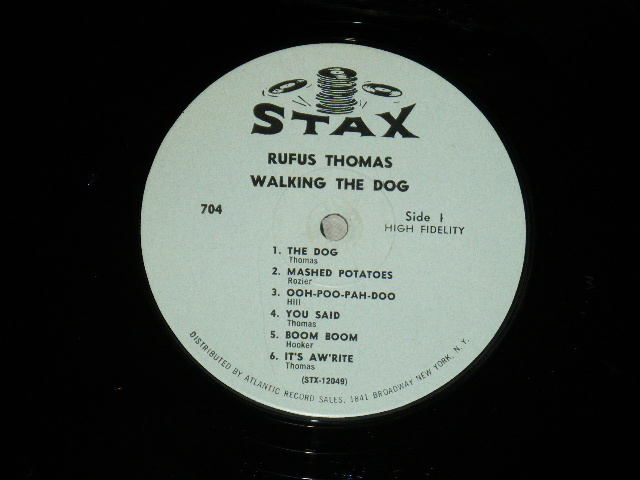 STAX
RUFUS THOMAS
WALKING THE DOG
704
Side 1
HIGH FIDELITY
1. THE DOG
Thomas
2. MASHED POTATOES
Rozier
3. OOH-POO-PAH-DOO
Hill
4. YOU SAID
Thomas
5. BOOM BOOM
Hooker
6. IT'S AW'RITE
Thomas
(STX-12049)
DISTRIBUTED BY ATLANTIC RECORD SALES, 1841 BROADWAY NEW YORK, N. Y.